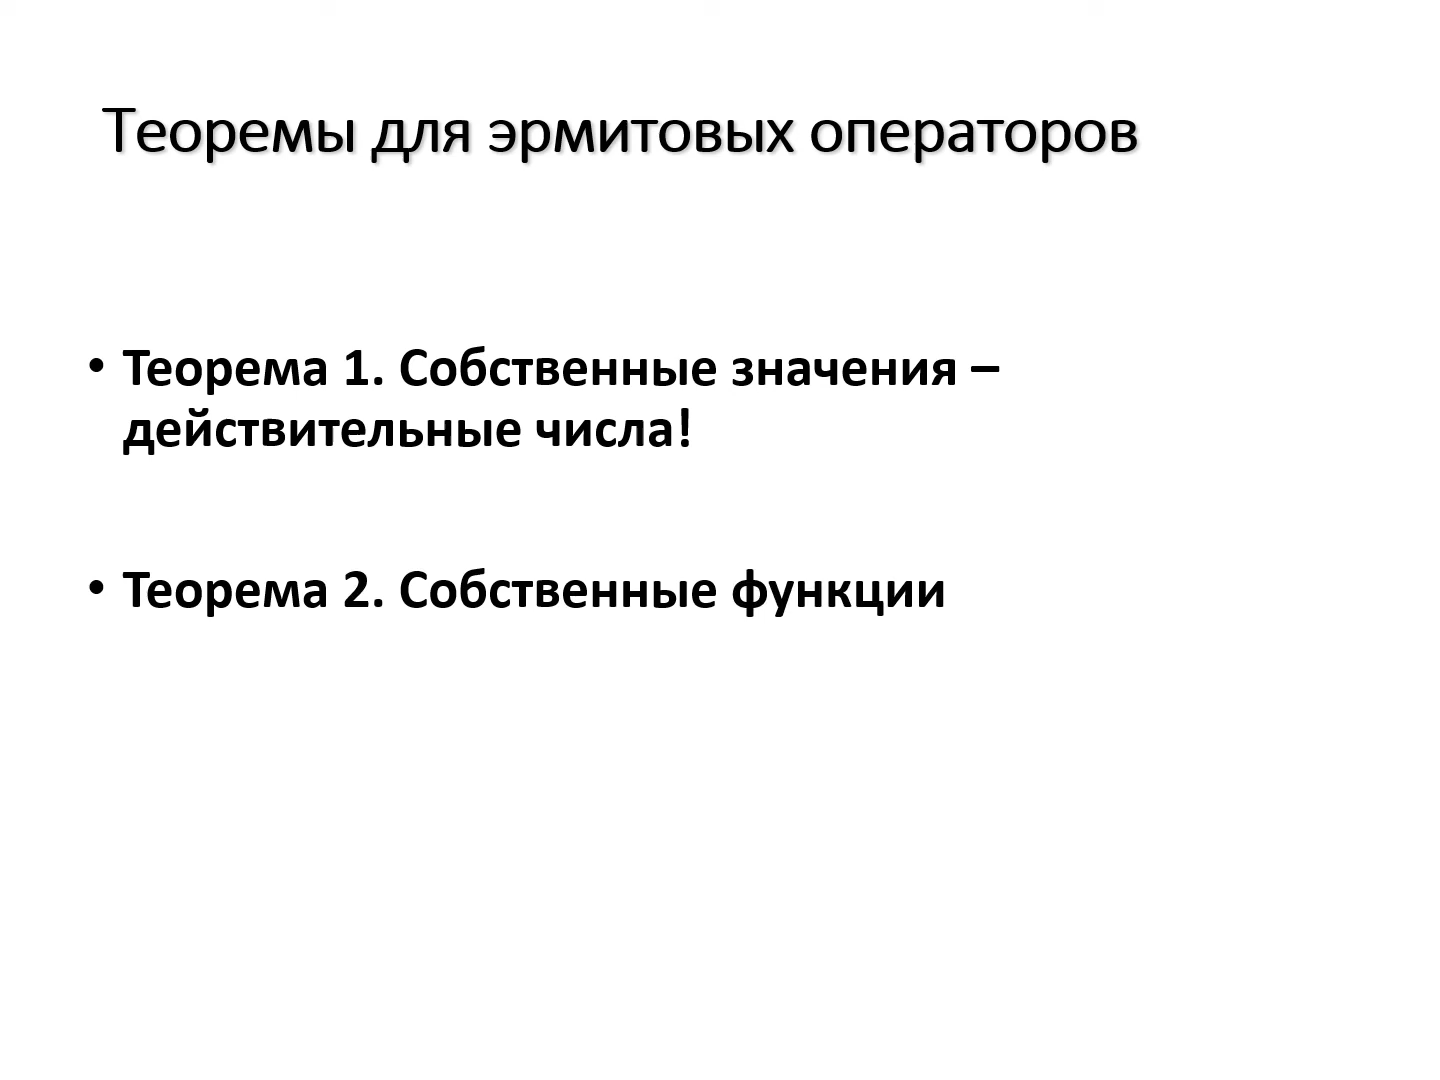 Теоремы для эрмитовых операторов
• Теорема 1. Собственные значения –
действительные числа!
• Теорема 2. Собственные функции